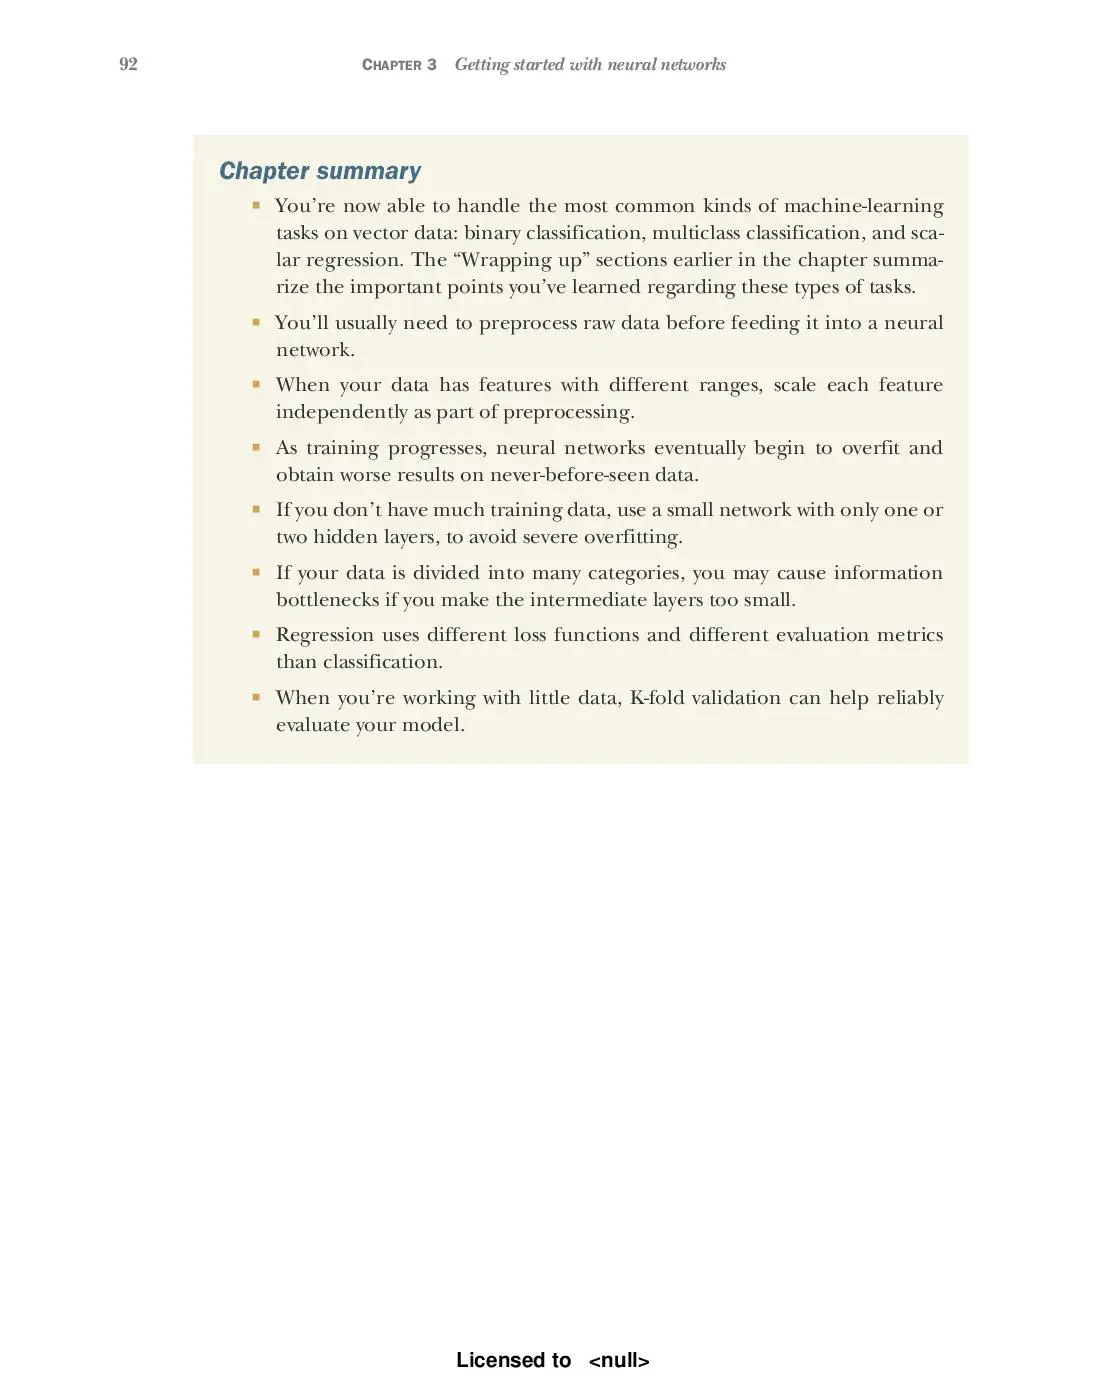 92
CHAPTER 3 Getting started with neural networks
Chapter summary
■ You’re now able to handle the most common kinds of machine-learning
tasks on vector data: binary classification, multiclass classification, and sca-
lar regression. The “Wrapping up” sections earlier in the chapter summa-
rize the important points you’ve learned regarding these types of tasks.
■ You’ll usually need to preprocess raw data before feeding it into a neural
network.
■ When your data has features with different ranges, scale each feature
independently as part of preprocessing.
■ As training progresses, neural networks eventually begin to overfit and
obtain worse results on never-before-seen data.
■ If you don’t have much training data, use a small network with only one or
two hidden layers, to avoid severe overfitting.
■ If your data is divided into many categories, you may cause information
bottlenecks if you make the intermediate layers too small.
■ Regression uses different loss functions and different evaluation metrics
than classification.
■ When you’re working with little data, K-fold validation can help reliably
evaluate your model.
Licensed to <null>